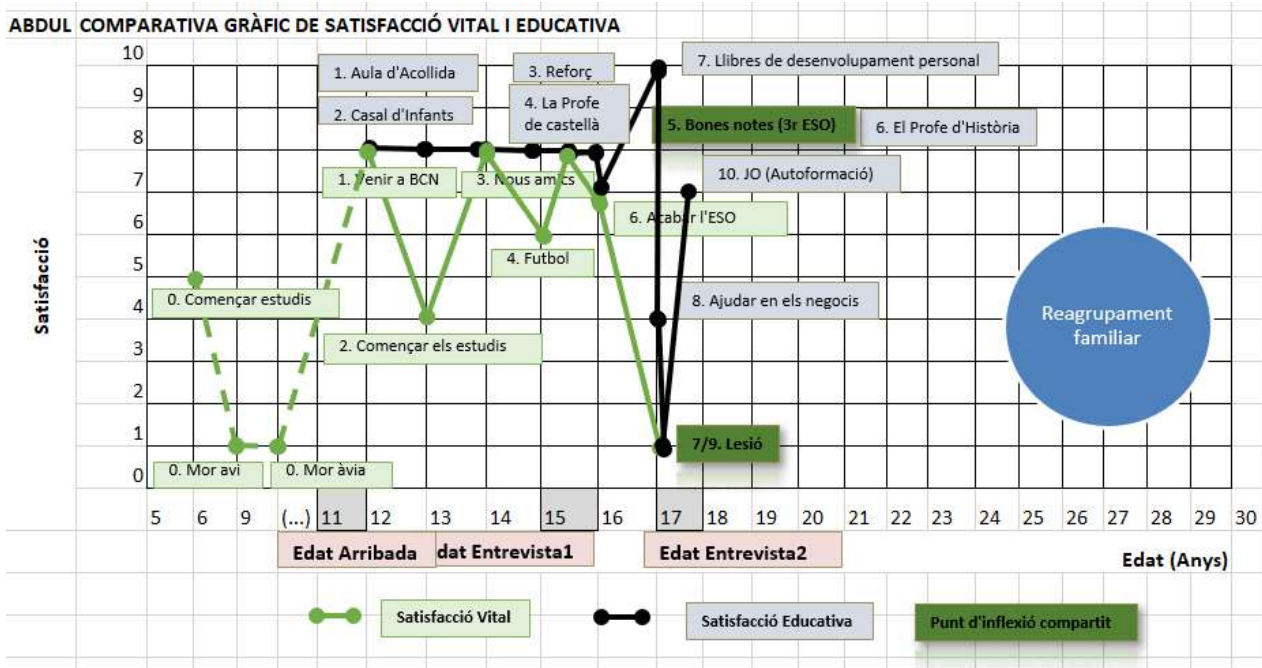 ABDUL COMPARATIVA GRÀFIC DE SATISFACCIÓ VITAL I EDUCATIVA
Satisfacció
10
9
8
7
6
5
4
3
2
1
0
1. Aula d'Acollida
2. Casal d'Infants
3. Reforç
4. La Profe
de castellà
7. Llibres de desenvolupament personal
5. Bones notes (3r ESO)
6. El Profe d'Història
1. Venir a BCN
3. Nous amics
10. JO (Autoformació)
6. Acabar l'ESO
4. Futbol
0. Començar estudis
8. Ajudar en els negocis
2. Començar els estudis
Reagrupament
familiar
7/9. Lesió
0. Mor avi
0. Mor àvia
5 6 9 (...) 11 12 13 14 15 16 17 18 19 20 21 22 23 24 25 26 27 28 29 30
Edat Arribada
dat Entrevista1
Edat Entrevista2
Edat (Anys)
Satisfacció Vital
Satisfacció Educativa
Punt d'inflexió compartit